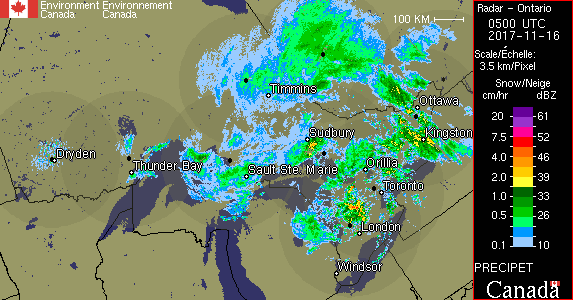 Environment Environnement
Canada Canada
100 KM
Timmins
Ottawa
Sudbury
Kingston
Dryden
Thunder Bay
Sault Ste. Marie
Orillia
Toronto
London
Windsor
Radar - Ontario
0500 UTC
2017-11-16
Scale/Échelle:
3.5 km/Pixel
Snow/Neige
cm/hr dBZ
20 61
7.5 52
4.0 46
2.0 39
1.0 33
0.5 26
0.1 10
PRECIPET
Canada